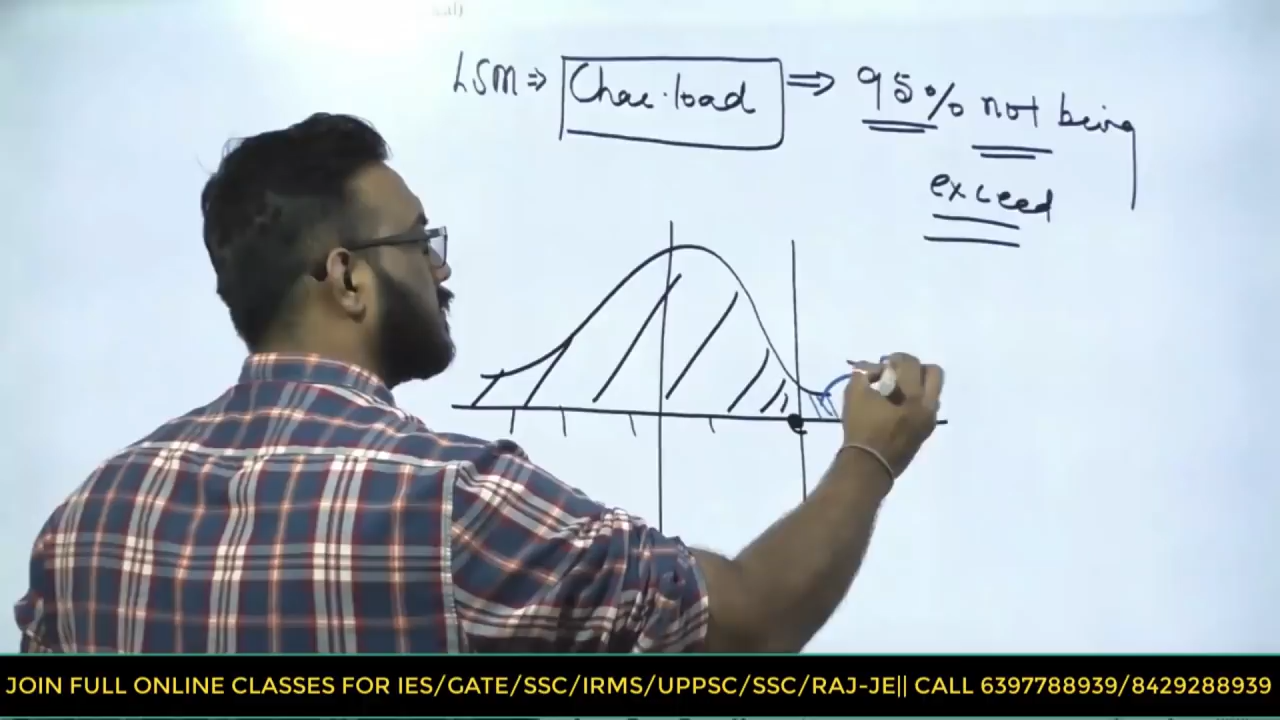 LSM ⇒ Chac. load ⇒ 95% not being
exceed
JOIN FULL ONLINE CLASSES FOR IES/GATE/SSC/IRMS/UPPSC/SSC/RAJ-JE|| CALL 6397788939/8429288939